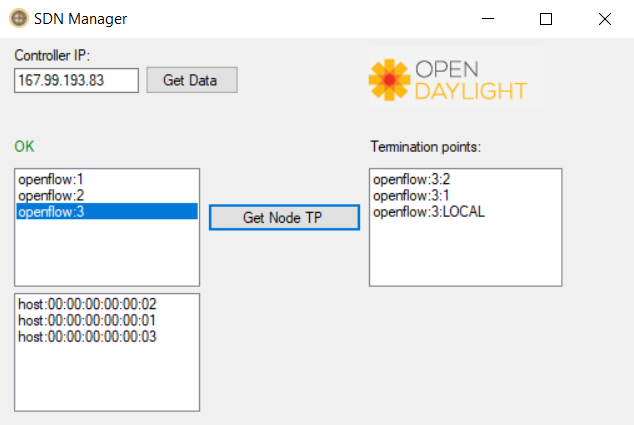 SDN Manager
Controller IP:
167.99.193.83
Get Data
OPEN
DAYLIGHT
OK
Termination points:
openflow:1
openflow:2
openflow:3
Get Node TP
openflow:3:2
openflow:3:1
openflow:3:LOCAL
host:00:00:00:00:00:02
host:00:00:00:00:00:01
host:00:00:00:00:00:03